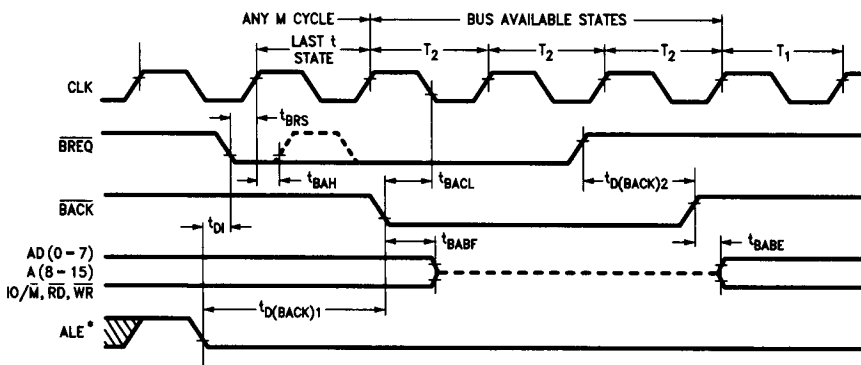 ANY M CYCLE
BUS AVAILABLE STATES
LAST t
STATE
T2
T2
T2
T1
CLK
tBRS
BREQ
tBAH
tBACL
tD(BACK)2
BACK
tDI
tBABF
tBABE
AD (0-7)
A (8-15)
IO/M, RD, WR
tD(BACK)1
ALE*